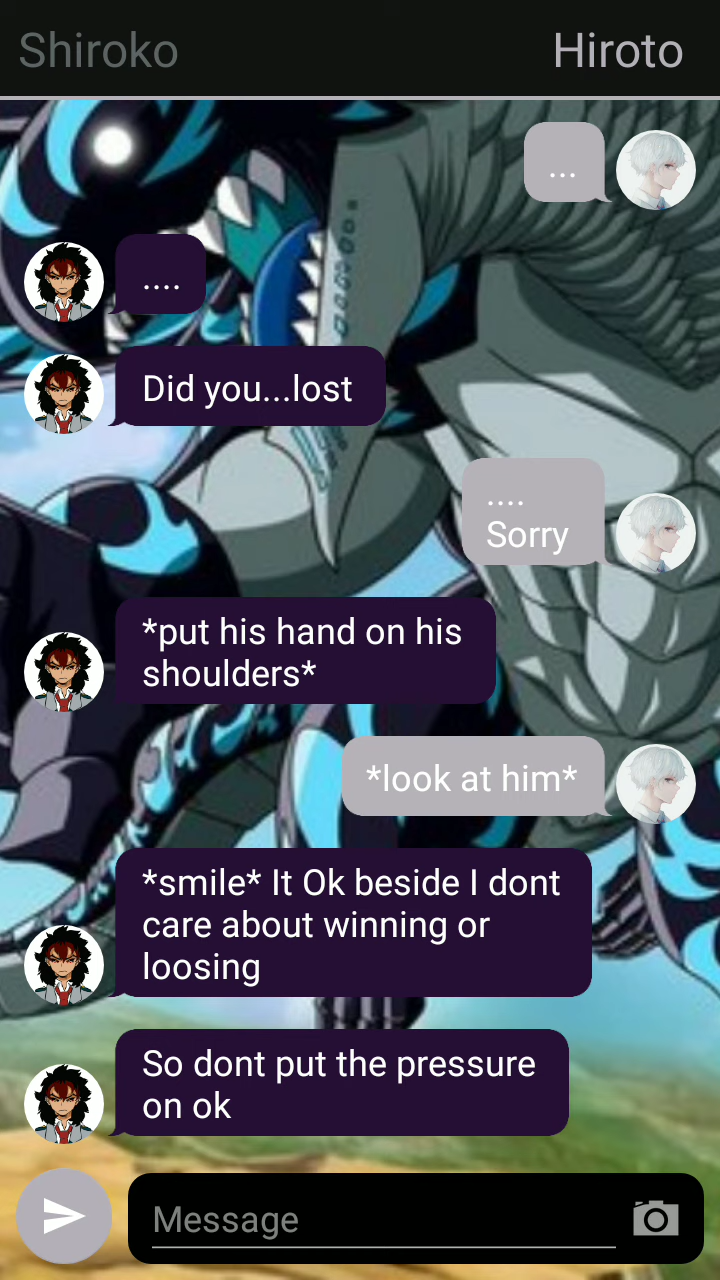 Shiroko
Hiroto
...
....
Did you...lost
....
Sorry
*put his hand on his
shoulders*
*look at him*
*smile* It Ok beside I dont
care about winning or
loosing
So dont put the pressure
on ok
Message